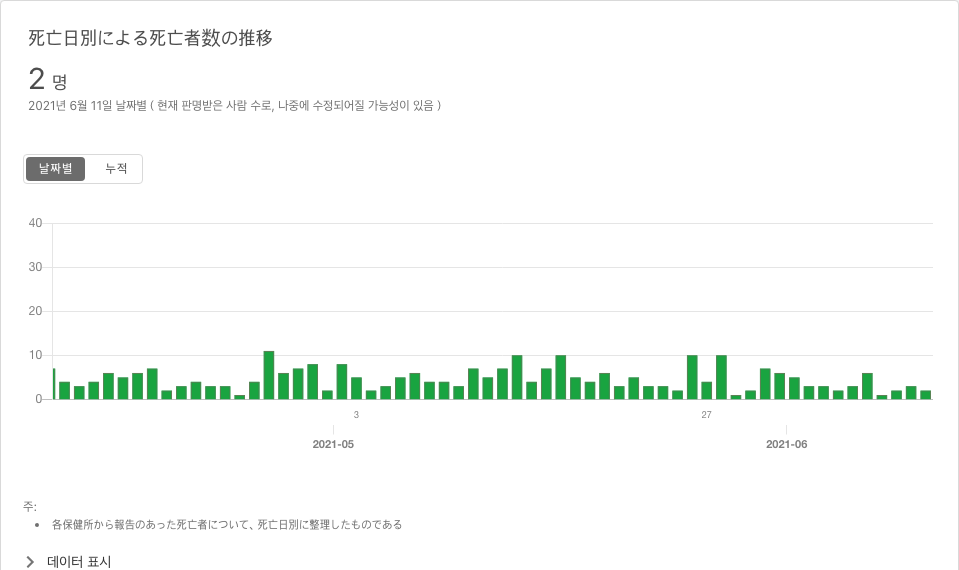 死亡日別による死亡者数の推移
2 명
2021년 6월 11일 날짜별 ( 현재 판명받은 사람 수로, 나중에 수정되어질 가능성이 있음 )
날짜별 누적
40
30
20
10
0
3 27
2021-05 2021-06
주:
• 各保健所から報告のあった死亡者について、死亡日別に整理したものである
데이터 표시